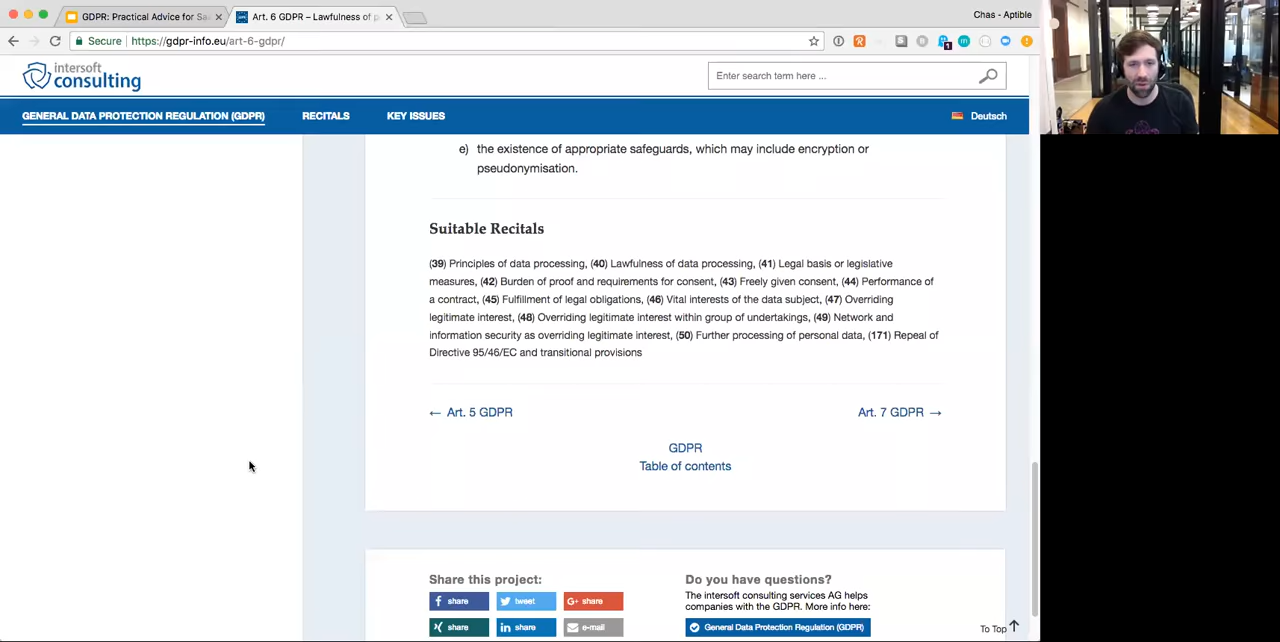 GDPR: Practical Advice for Saa
Art. 6 GDPR – Lawfulness of p
Chas - Aptible
Secure
https://gdpr-info.eu/art-6-gdpr/
intersoft
consulting
Enter search term here ...
GENERAL DATA PROTECTION REGULATION (GDPR)
RECITALS
KEY ISSUES
Deutsch
e) the existence of appropriate safeguards, which may include encryption or
pseudonymisation.
Suitable Recitals
(39) Principles of data processing, (40) Lawfulness of data processing, (41) Legal basis or legislative
measures, (42) Burden of proof and requirements for consent, (43) Freely given consent, (44) Performance of
a contract, (45) Fulfillment of legal obligations, (46) Vital interests of the data subject, (47) Overriding
legitimate interest, (48) Overriding legitimate interest within group of undertakings, (49) Network and
information security as overriding legitimate interest, (50) Further processing of personal data, (171) Repeal of
Directive 95/46/EC and transitional provisions
← Art. 5 GDPR
Art. 7 GDPR →
GDPR
Table of contents
Share this project:
Do you have questions?
The intersoft consulting services AG helps
companies with the GDPR. More info here:
share
tweet
share
share
share
e-mail
General Data Protection Regulation (GDPR)
To Top